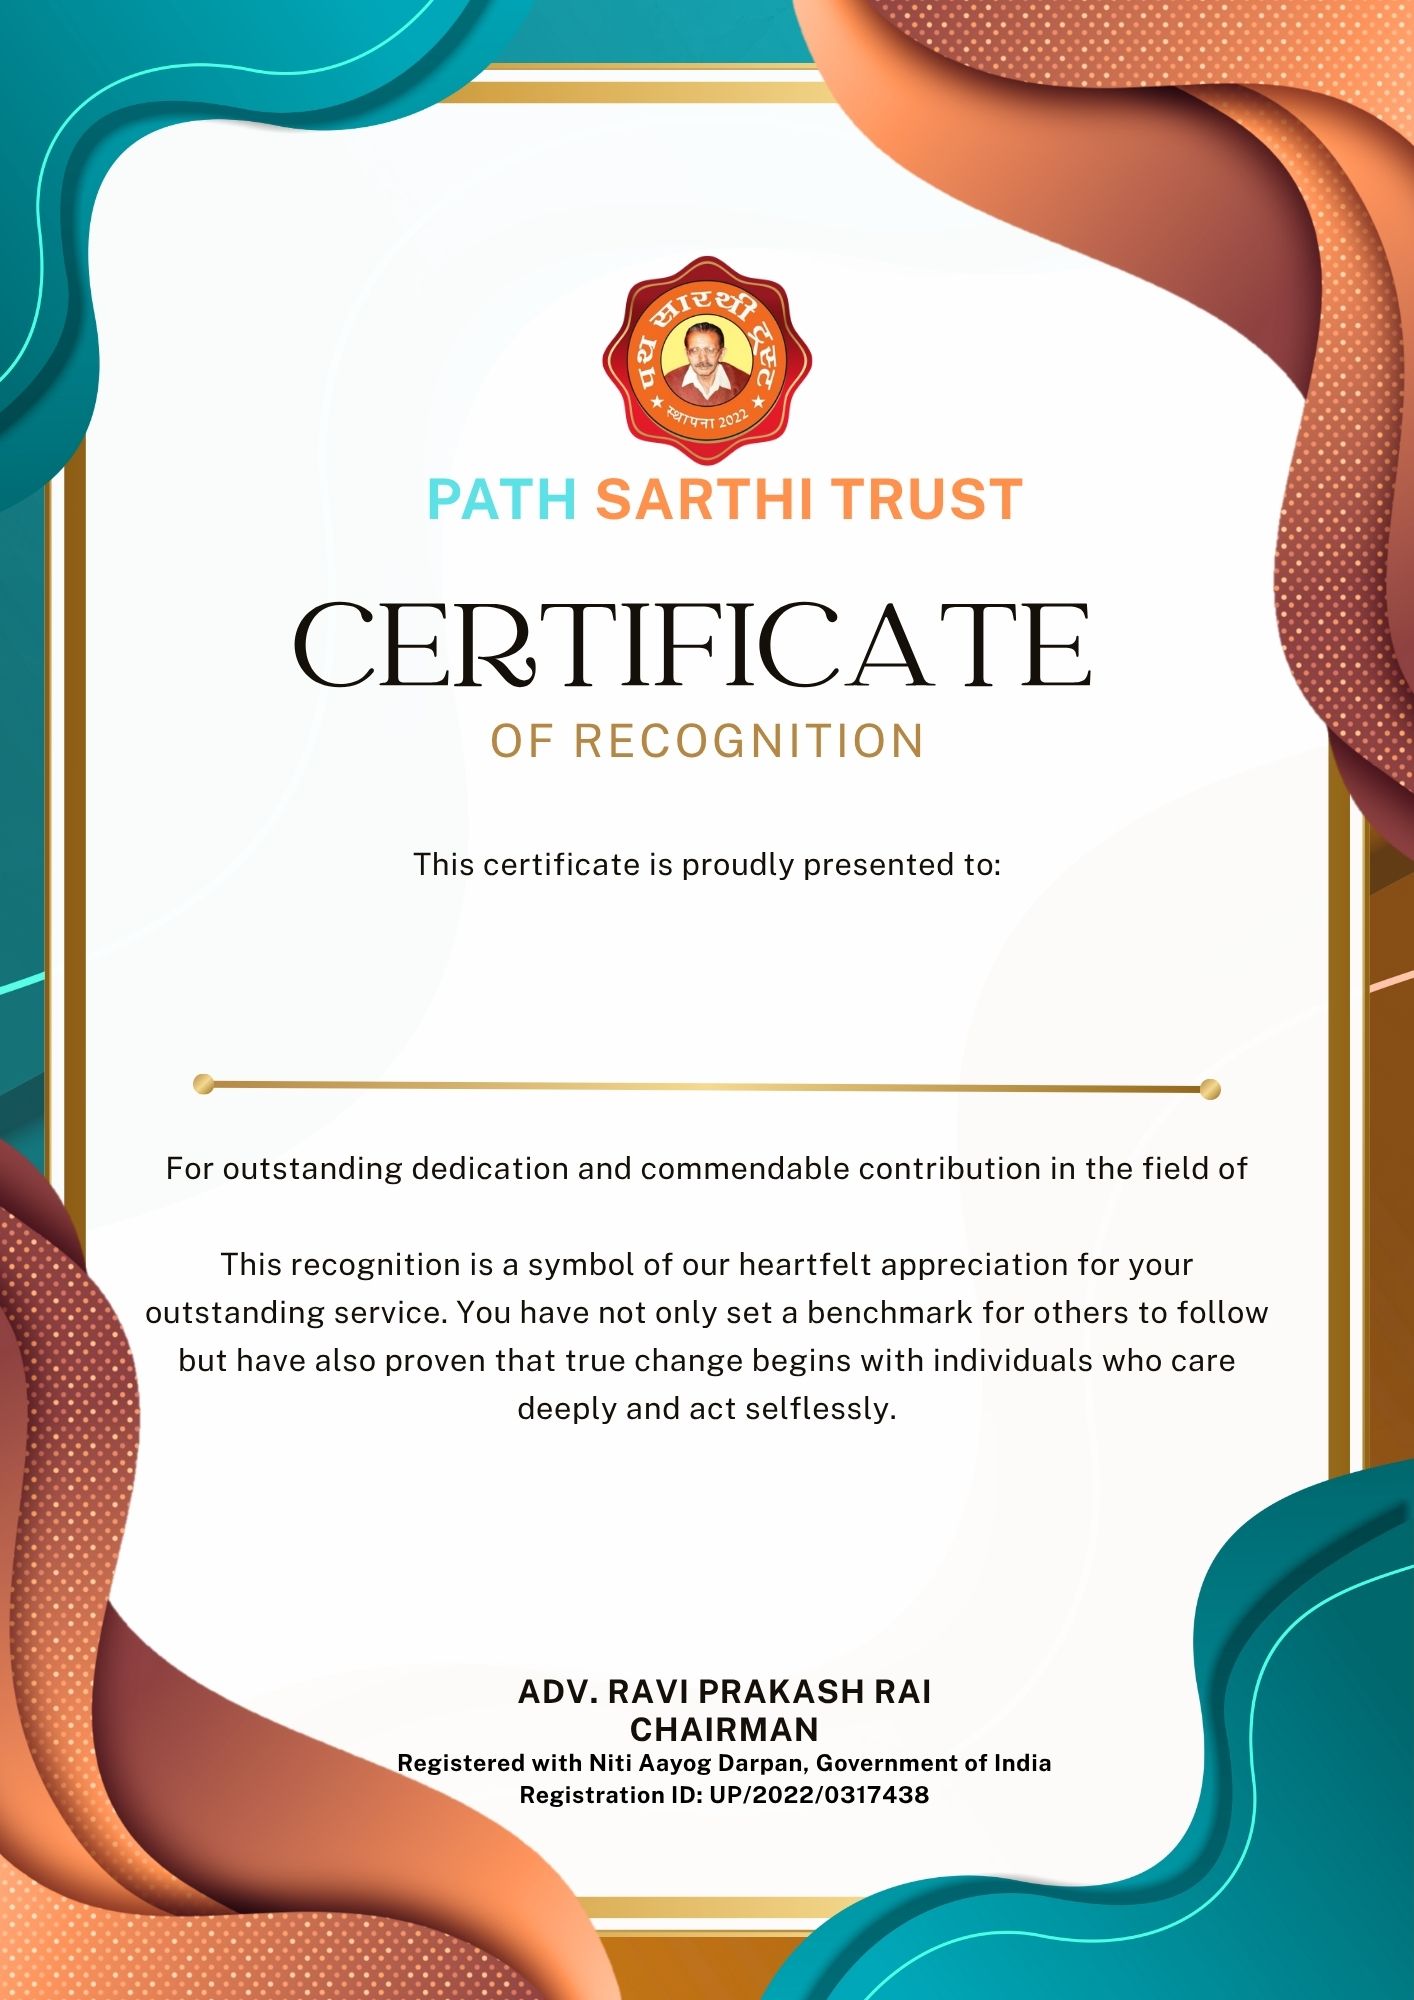 पथ सारथी ट्रस्ट
★ स्थापना 2022 ★
PATH SARTHI TRUST
CERTIFICATE
OF RECOGNITION
This certificate is proudly presented to:
For outstanding dedication and commendable contribution in the field of
This recognition is a symbol of our heartfelt appreciation for your
outstanding service. You have not only set a benchmark for others to follow
but have also proven that true change begins with individuals who care
deeply and act selflessly.
ADV. RAVI PRAKASH RAI
CHAIRMAN
Registered with Niti Aayog Darpan, Government of India
Registration ID: UP/2022/0317438